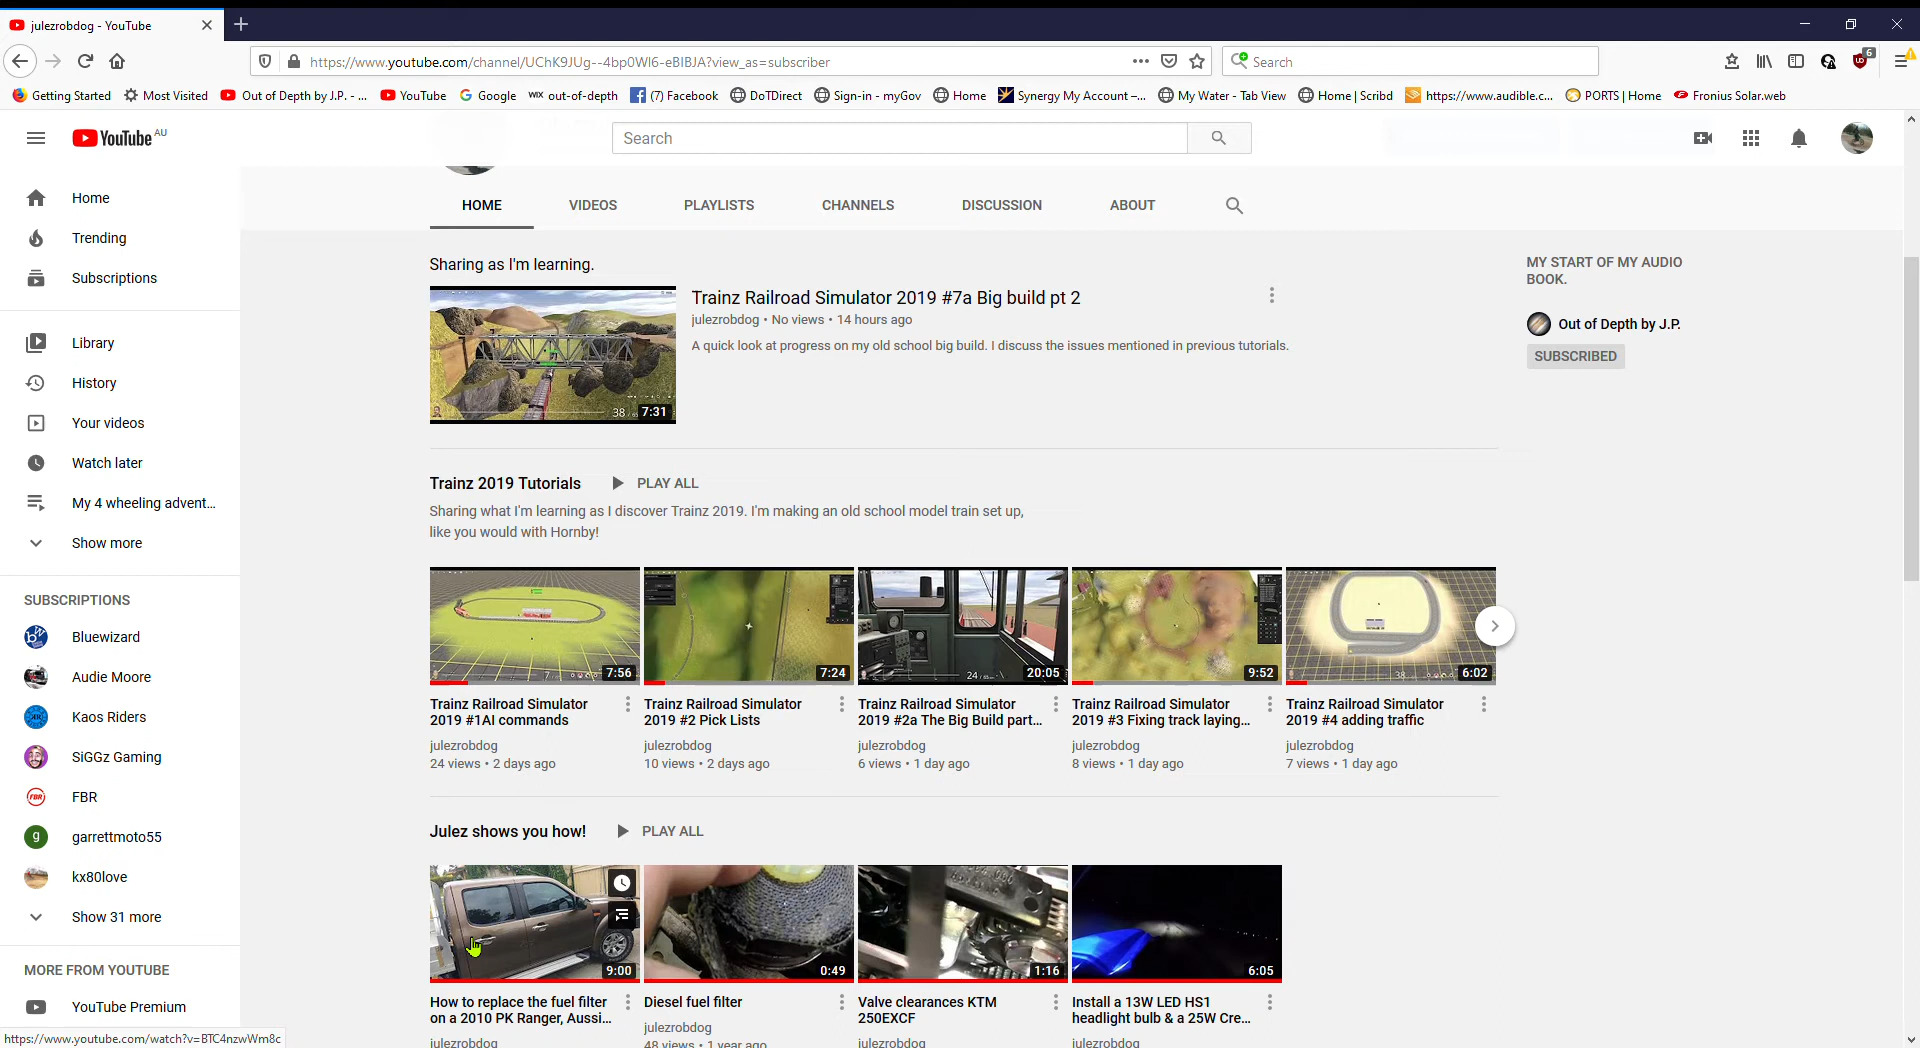 julezrobdog - YouTube
https://www.youtube.com/channel/UChK9JUg--4bp0WI6-eBIBJA?view_as=subscriber
Search
6
Getting Started
Most Visited
Out of Depth by J.P. - ...
YouTube
Google
WIX out-of-depth
(7) Facebook
DoTDirect
Sign-in - myGov
Home
Synergy My Account –...
My Water - Tab View
Home | Scribd
https://www.audible.c...
PORTS | Home
Fronius Solar.web
YouTube AU
Search
Home
Trending
Subscriptions
Library
History
Your videos
Watch later
My 4 wheeling advent...
Show more
SUBSCRIPTIONS
Bluewizard
Audie Moore
Kaos Riders
SiGGz Gaming
FBR
FBR
g
garrettmoto55
kx80love
Show 31 more
MORE FROM YOUTUBE
YouTube Premium
https://www.youtube.com/watch?v=BTC4nzwWm8c
HOME
VIDEOS
PLAYLISTS
CHANNELS
DISCUSSION
ABOUT
Sharing as I'm learning.
38
7:31
Trainz Railroad Simulator 2019 #7a Big build pt 2
julezrobdog • No views • 14 hours ago
A quick look at progress on my old school big build. I discuss the issues mentioned in previous tutorials.
MY START OF MY AUDIO
BOOK.
Out of Depth by J.P.
SUBSCRIBED
Trainz 2019 Tutorials
PLAY ALL
Sharing what I'm learning as I discover Trainz 2019. I'm making an old school model train set up,
like you would with Hornby!
7:56
Trainz Railroad Simulator
2019 #1AI commands
julezrobdog
24 views • 2 days ago
7:24
Trainz Railroad Simulator
2019 #2 Pick Lists
julezrobdog
10 views • 2 days ago
24
20:05
Trainz Railroad Simulator
2019 #2a The Big Build part...
julezrobdog
6 views • 1 day ago
9:52
Trainz Railroad Simulator
2019 #3 Fixing track laying...
julezrobdog
8 views • 1 day ago
38
6:02
Trainz Railroad Simulator
2019 #4 adding traffic
julezrobdog
7 views • 1 day ago
Julez shows you how!
PLAY ALL
9:00
How to replace the fuel filter
on a 2010 PK Ranger, Aussi...
julezrobdog
0:49
Diesel fuel filter
julezrobdog
48 views • 1 year ago
1:16
Valve clearances KTM
250EXCF
julezrobdog
6:05
Install a 13W LED HS1
headlight bulb & a 25W Cre...
julezrobdog